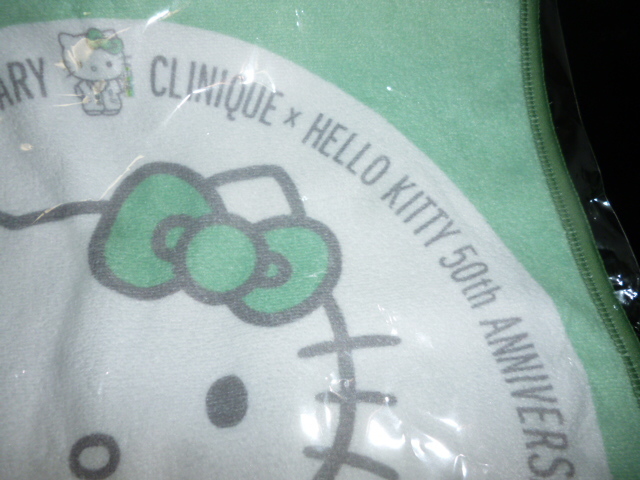 ARY
CLINIQUE × HELLO KITTY 50th ANNIVERS